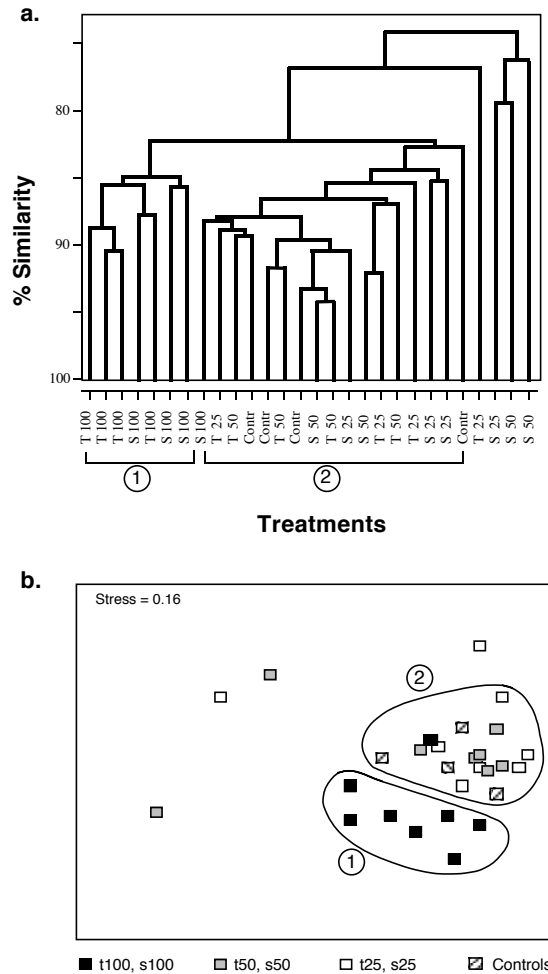 a.
% Similarity
80
90
100
T 100
T 100
T 100
S 100
T 100
S 100
S 100
S 100
T 25
T 50
Contr
Contr
T 50
Contr
S 50
T 50
S 25
S 50
T 25
T 50
T 25
S 25
S 25
Contr
T 25
S 25
S 50
S 50
1
2
Treatments
b.
Stress = 0.16
2
1
t100, s100 t50, s50 t25, s25 Controls